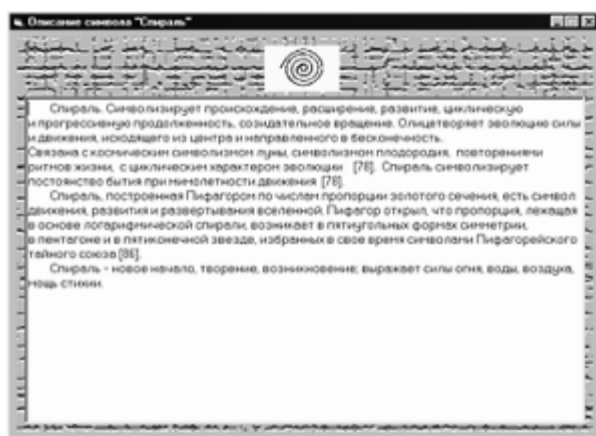 Описание символа "Спираль"
Спираль. Символизирует происхождение, расширение, развитие, циклическую
и прогрессивную продолженность, созидательное вращение. Олицетворяет эволюцию силы
и движения, исходящего из центра и направленного в бесконечность.
Связана с космическим символизмом луны, символизмом плодородия, повторениями
ритмов жизни, с циклическим характером эволюции [78]. Спираль символизирует
постоянство бытия при мимолетности движения [78].
Спираль, построенная Пифагором по числам пропорции золотого сечения, есть символ
движения, развития и развертывания вселенной. Пифагор открыл, что пропорция, лежащая
в основе логарифмической спирали, возникает в пятиугольных формах симметрии,
в пентагоне и в пятиконечной звезде, избранных в свое время символами Пифагорейского
тайного союза [86].
Спираль - новое начало, творение, возникновение; выражает силы огня, воды, воздуха,
мощь стихии.